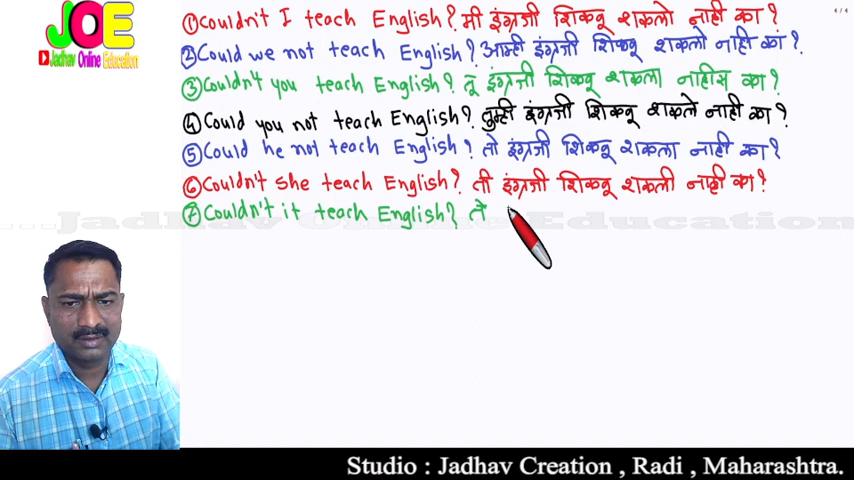 JOE
Jadhav Online Education
4/4
①Couldn't I teach English? मी इंग्रजी शिकवू शकलो नाही का?
②Could we not teach English? आम्ही इंग्रजी शिकवू शकलो नाही का?
③Couldn't you teach English? तू इंग्रजी शिकवू शकला नाहीस का?
④Could you not teach English? तुम्ही इंग्रजी शिकवू शकले नाही का?
⑤Could he not teach English? तो इंग्रजी शिकवू शकला नाही का?
⑥Couldn't she teach English? ती इंग्रजी शिकवू शकली नाही का?
⑦Couldn't it teach English? ते
...Jadhav Online Education
Studio : Jadhav Creation , Radi , Maharashtra.